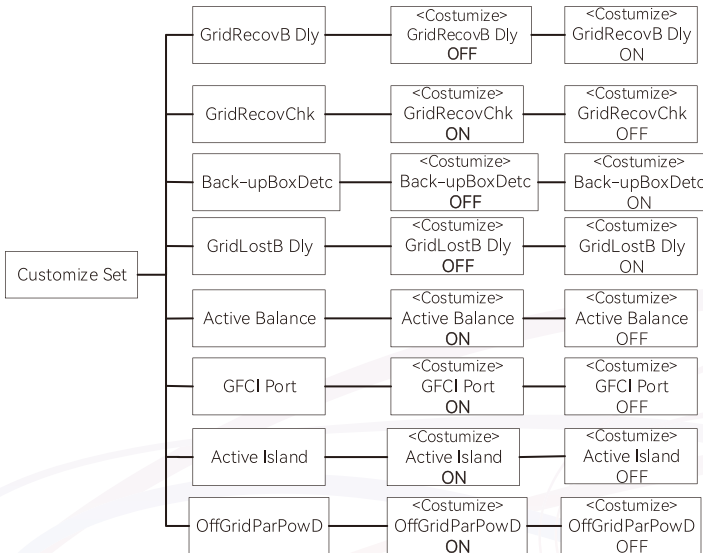 GridRecovB Dly
<Costumize>
GridRecovB Dly
OFF
<Costumize>
GridRecovB Dly
ON
GridRecovChk
<Costumize>
GridRecovChk
ON
<Costumize>
GridRecovChk
OFF
Back-upBoxDetc
<Costumize>
Back-upBoxDetc
OFF
<Costumize>
Back-upBoxDetc
ON
Customize Set
GridLostB Dly
<Costumize>
GridLostB Dly
OFF
<Costumize>
GridLostB Dly
ON
Active Balance
<Costumize>
Active Balance
ON
<Costumize>
Active Balance
OFF
GFCI Port
<Costumize>
GFCI Port
ON
<Costumize>
GFCI Port
OFF
Active Island
<Costumize>
Active Island
ON
<Costumize>
Active Island
OFF
OffGridParPowD
<Costumize>
OffGridParPowD
ON
<Costumize>
OffGridParPowD
OFF